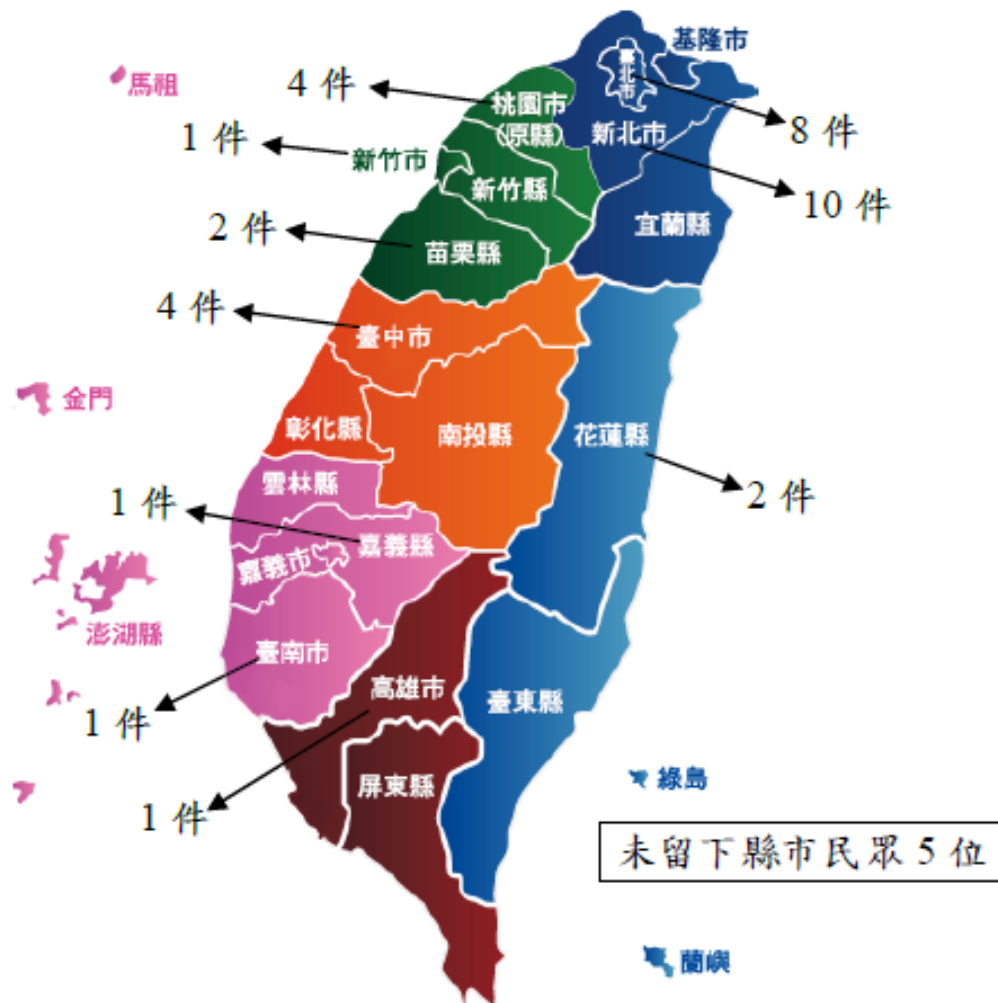 基隆市
馬祖
臺北市
4 件
桃園市
(原縣)
8 件
1 件
新竹市
新北市
新竹縣
10 件
2 件
苗栗縣
宜蘭縣
4 件
臺中市
金門
彰化縣
南投縣
花蓮縣
雲林縣
2 件
1 件
嘉義縣
嘉義市
澎湖縣
臺南市
高雄市
臺東縣
1 件
屏東縣
綠島
1 件
未留下縣市民眾 5 位
蘭嶼